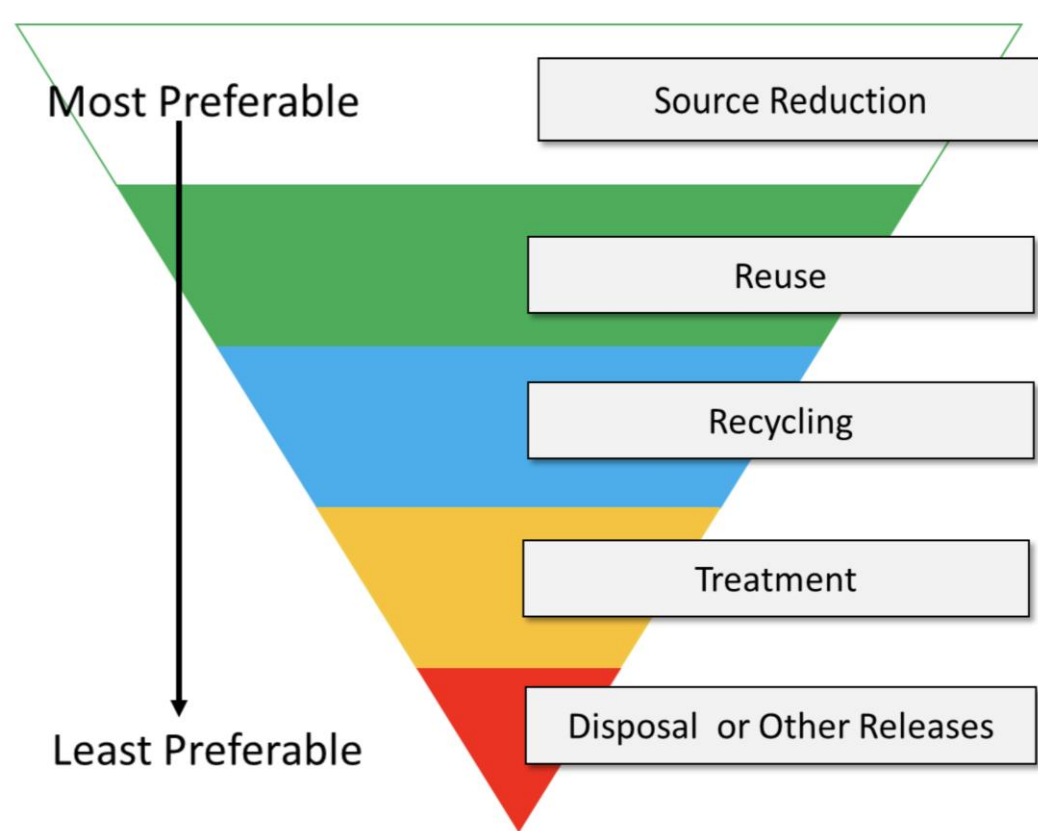 Most Preferable
Source Reduction
Reuse
Recycling
Treatment
Disposal or Other Releases
Least Preferable